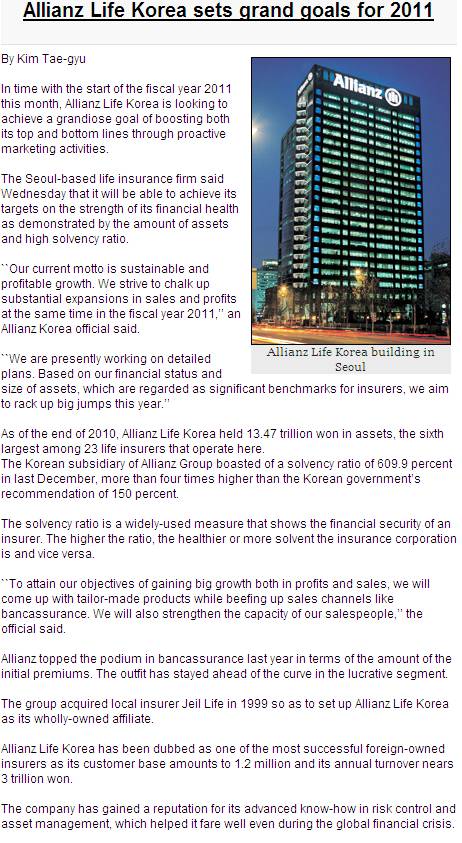 Allianz Life Korea sets grand goals for 2011
By Kim Tae-gyu
In time with the start of the fiscal year 2011
this month, Allianz Life Korea is looking to
achieve a grandiose goal of boosting both
its top and bottom lines through proactive
marketing activities.
The Seoul-based life insurance firm said
Wednesday that it will be able to achieve its
targets on the strength of its financial health
as demonstrated by the amount of assets
and high solvency ratio.
``Our current motto is sustainable and
profitable growth. We strive to chalk up
substantial expansions in sales and profits
at the same time in the fiscal year 2011,’’ an
Allianz Korea official said.
Allianz
Allianz Life Korea building in
Seoul
``We are presently working on detailed
plans. Based on our financial status and
size of assets, which are regarded as significant benchmarks for insurers, we aim
to rack up big jumps this year.’’
As of the end of 2010, Allianz Life Korea held 13.47 trillion won in assets, the sixth
largest among 23 life insurers that operate here.
The Korean subsidiary of Allianz Group boasted of a solvency ratio of 609.9 percent
in last December, more than four times higher than the Korean government’s
recommendation of 150 percent.
The solvency ratio is a widely-used measure that shows the financial security of an
insurer. The higher the ratio, the healthier or more solvent the insurance corporation
is and vice versa.
``To attain our objectives of gaining big growth both in profits and sales, we will
come up with tailor-made products while beefing up sales channels like
bancassurance. We will also strengthen the capacity of our salespeople,’’ the
official said.
Allianz topped the podium in bancassurance last year in terms of the amount of the
initial premiums. The outfit has stayed ahead of the curve in the lucrative segment.
The group acquired local insurer Jeil Life in 1999 so as to set up Allianz Life Korea
as its wholly-owned affiliate.
Allianz Life Korea has been dubbed as one of the most successful foreign-owned
insurers as its customer base amounts to 1.2 million and its annual turnover nears
3 trillion won.
The company has gained a reputation for its advanced know-how in risk control and
asset management, which helped it fare well even during the global financial crisis.